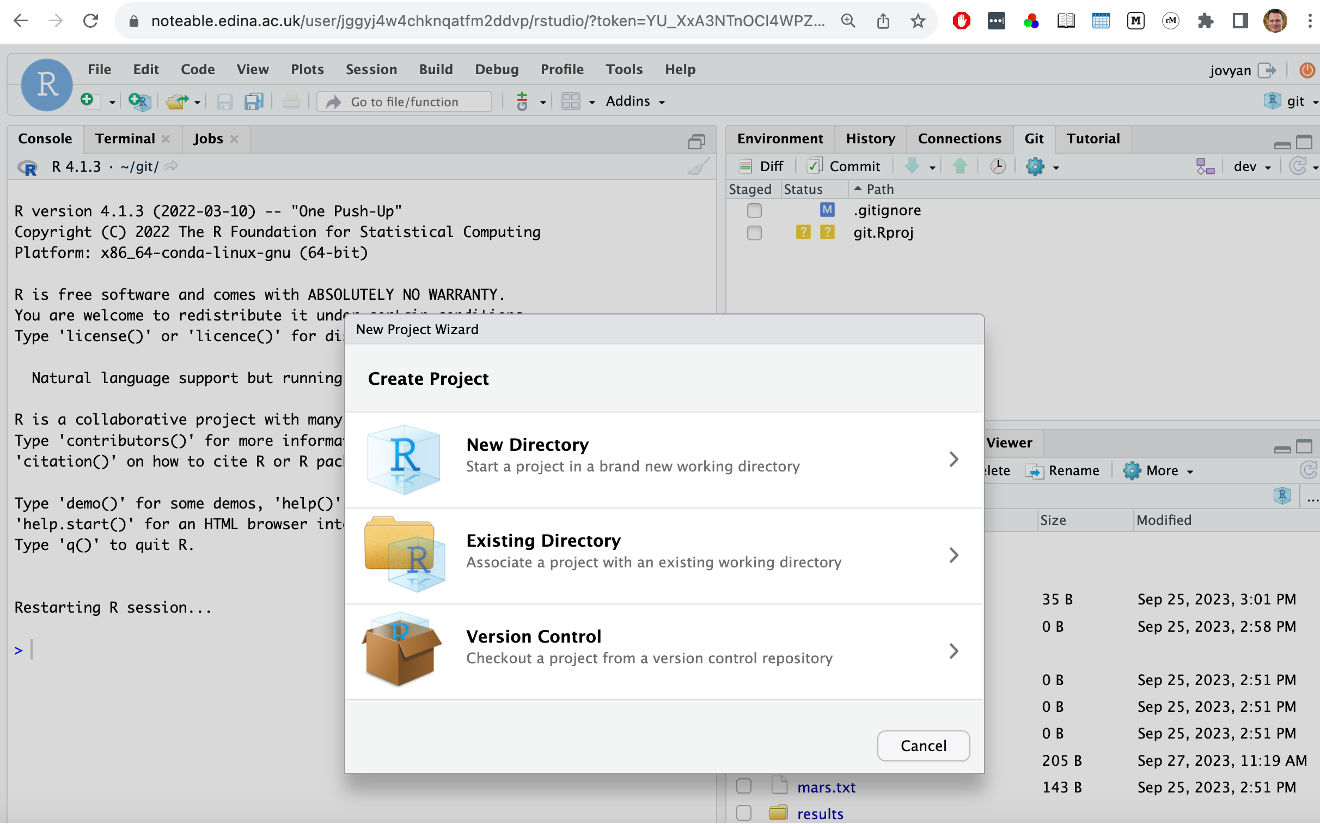 noteable.edina.ac.uk/user/jggyj4w4chknqatfm2ddvp/rstudio/?token=YU_XxA3NTnOCI4WPZ...
File Edit Code View Plots Session Build Debug Profile Tools Help
jovyan
Go to file/function
Addins
git
Console Terminal Jobs
R 4.1.3 · ~/git/
R version 4.1.3 (2022-03-10) -- "One Push-Up"
Copyright (C) 2022 The R Foundation for Statistical Computing
Platform: x86_64-conda-linux-gnu (64-bit)
R is free software and comes with ABSOLUTELY NO WARRANTY.
You are welcome to redistribute it under certain conditions.
Type 'license()' or 'licence()' for di
Natural language support but running
R is a collaborative project with many
Type 'contributors()' for more informa
'citation()' on how to cite R or R pac
Type 'demo()' for some demos, 'help()'
'help.start()' for an HTML browser int
Type 'q()' to quit R.
Restarting R session...
>
Environment History Connections Git Tutorial
Diff Commit dev
Staged Status Path
M .gitignore
? ? git.Rproj
New Project Wizard
Create Project
New Directory
Start a project in a brand new working directory
Existing Directory
Associate a project with an existing working directory
Version Control
Checkout a project from a version control repository
Cancel
Viewer
elete Rename More
...
Size Modified
35 B Sep 25, 2023, 3:01 PM
0 B Sep 25, 2023, 2:58 PM
0 B Sep 25, 2023, 2:51 PM
0 B Sep 25, 2023, 2:51 PM
0 B Sep 25, 2023, 2:51 PM
205 B Sep 27, 2023, 11:19 AM
mars.txt 143 B Sep 25, 2023, 2:51 PM
results